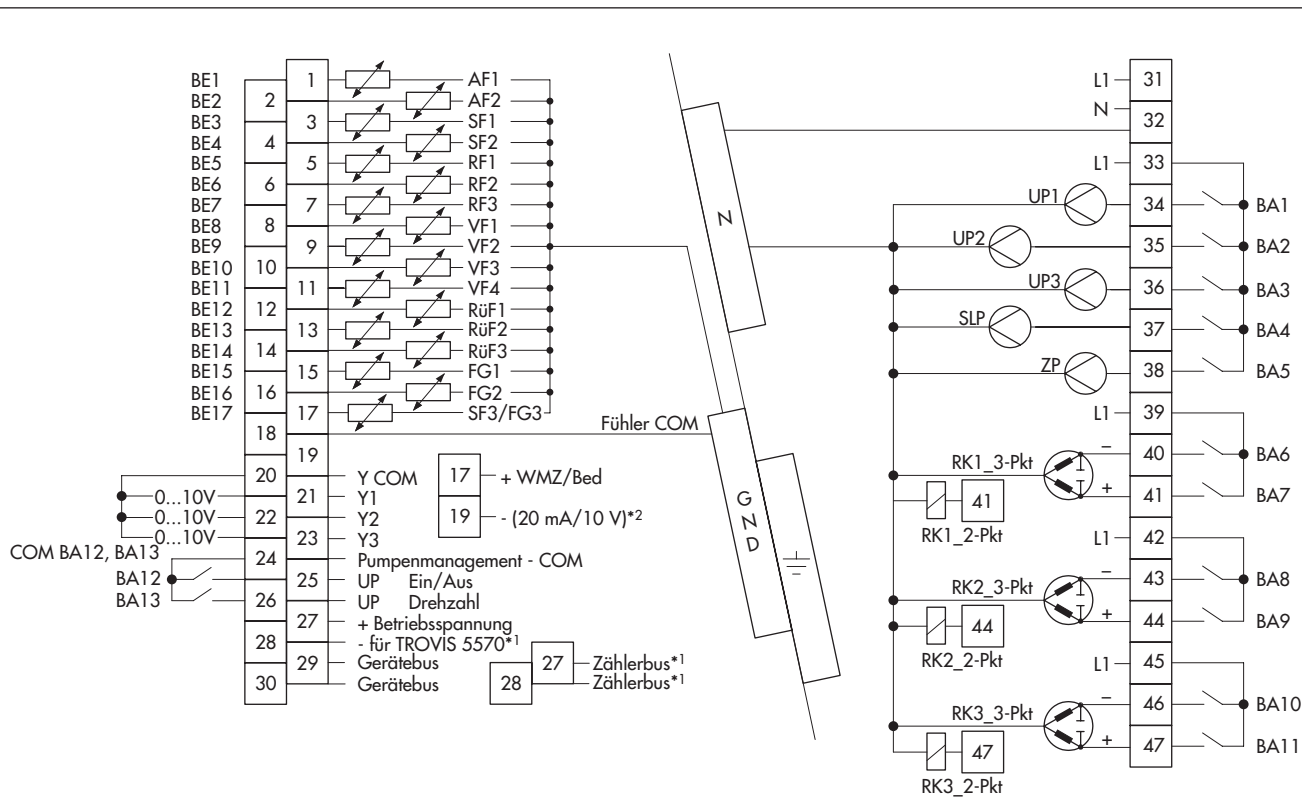 BE1 1 AF1
BE2 2 AF2
BE3 3 SF1
BE4 4 SF2
BE5 5 RF1
BE6 6 RF2
BE7 7 RF3
BE8 8 VF1
BE9 9 VF2
BE10 10 VF3
BE11 11 VF4
BE12 12 RüF1
BE13 13 RüF2
BE14 14 RüF3
BE15 15 FG1
BE16 16 FG2
BE17 17 SF3/FG3
18 Fühler COM
19
20 Y COM
0...10V 21 Y1
0...10V 22 Y2
0...10V 23 Y3
COM BA12, BA13 24 Pumpenmanagement - COM
BA12 25 UP Ein/Aus
BA13 26 UP Drehzahl
27 + Betriebsspannung
28 - für TROVIS 5570*1
29 Gerätebus
30 Gerätebus
17 + WMZ/Bed
19 - (20 mA/10 V)*2
27 Zählerbus*1
28 Zählerbus*1
N
GND
L1 31
N 32
L1 33
UP1 34 BA1
UP2 35 BA2
UP3 36 BA3
SLP 37 BA4
ZP 38 BA5
L1 39
RK1_3-Pkt − 40 BA6
+ 41 BA7
41
RK1_2-Pkt
L1 42
RK2_3-Pkt − 43 BA8
+ 44 BA9
44
RK2_2-Pkt
L1 45
RK3_3-Pkt − 46 BA10
+ 47 BA11
47
RK3_2-Pkt